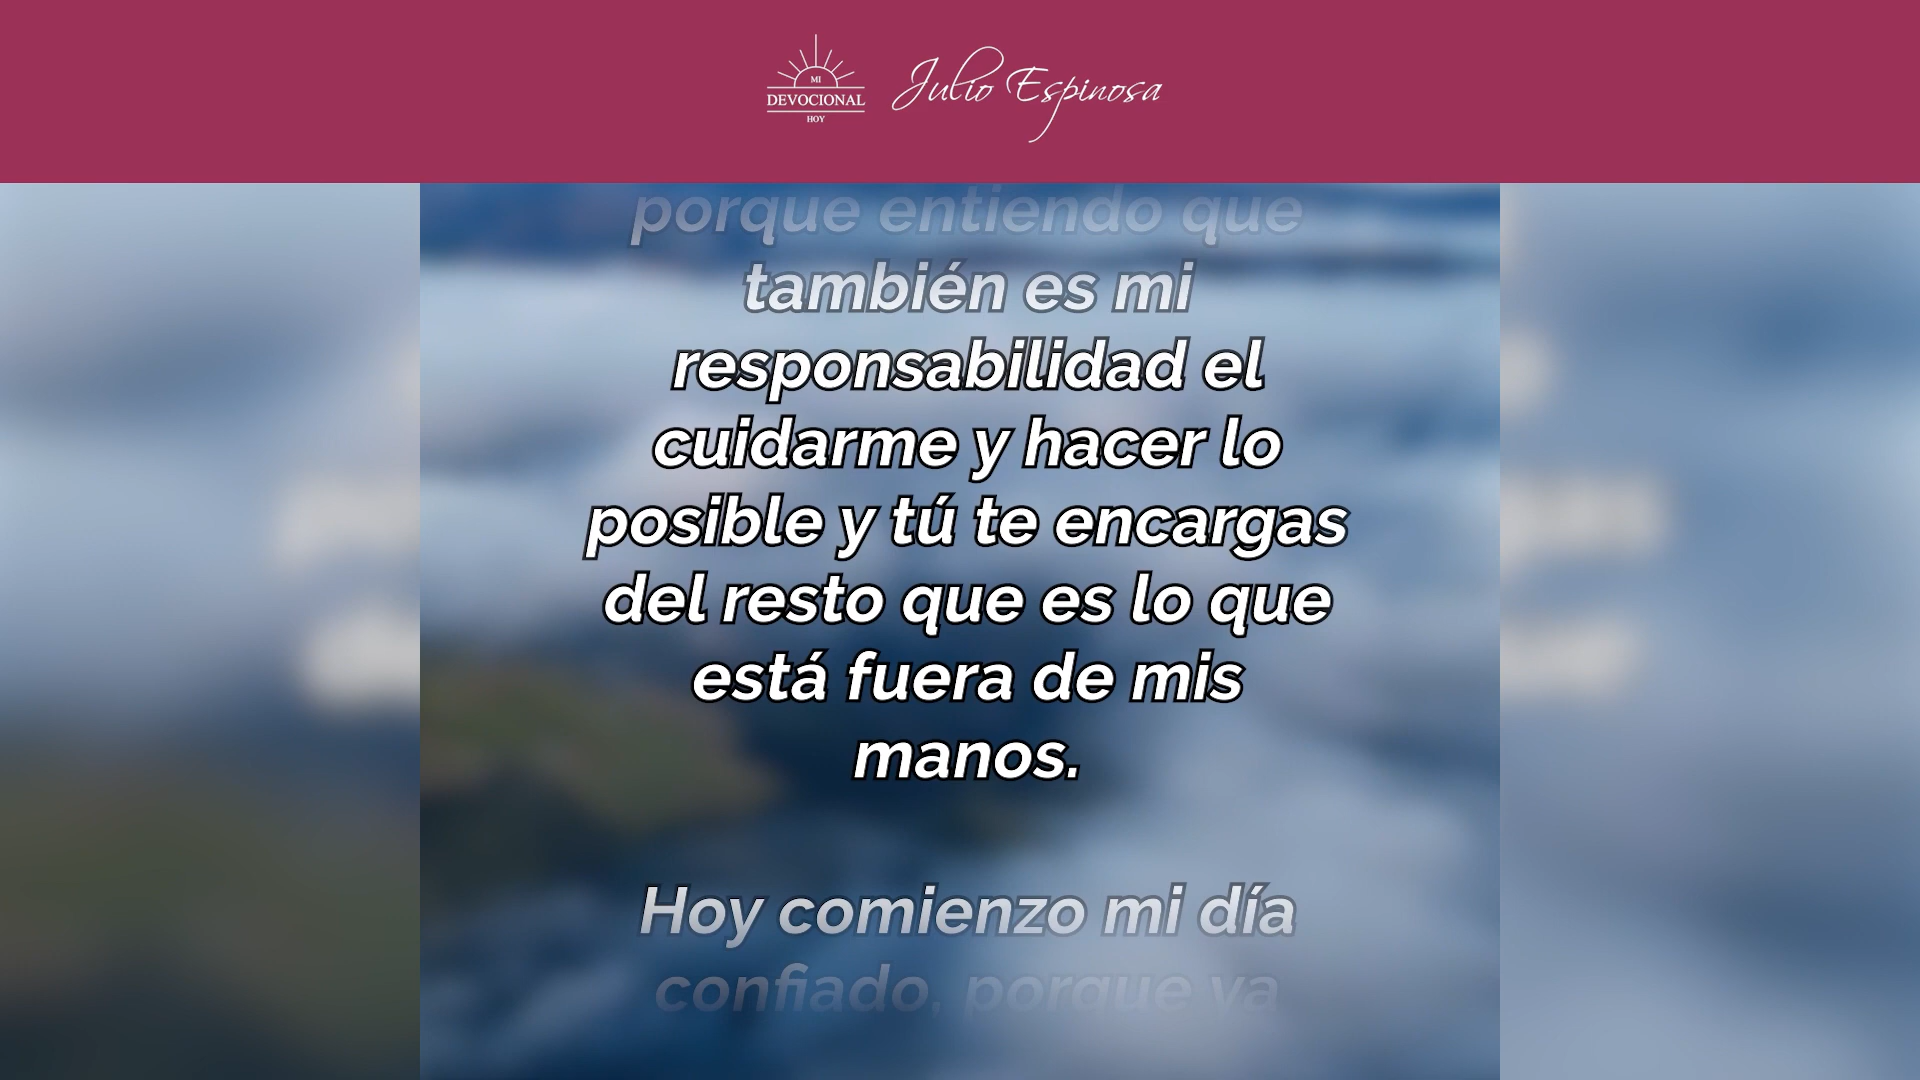 MI
DEVOCIONAL
HOY
Julio Espinosa
porque entiendo que
también es mi
responsabilidad el
cuidarme y hacer lo
posible y tú te encargas
del resto que es lo que
está fuera de mis
manos.
Hoy comienzo mi día
confiado, porque ya